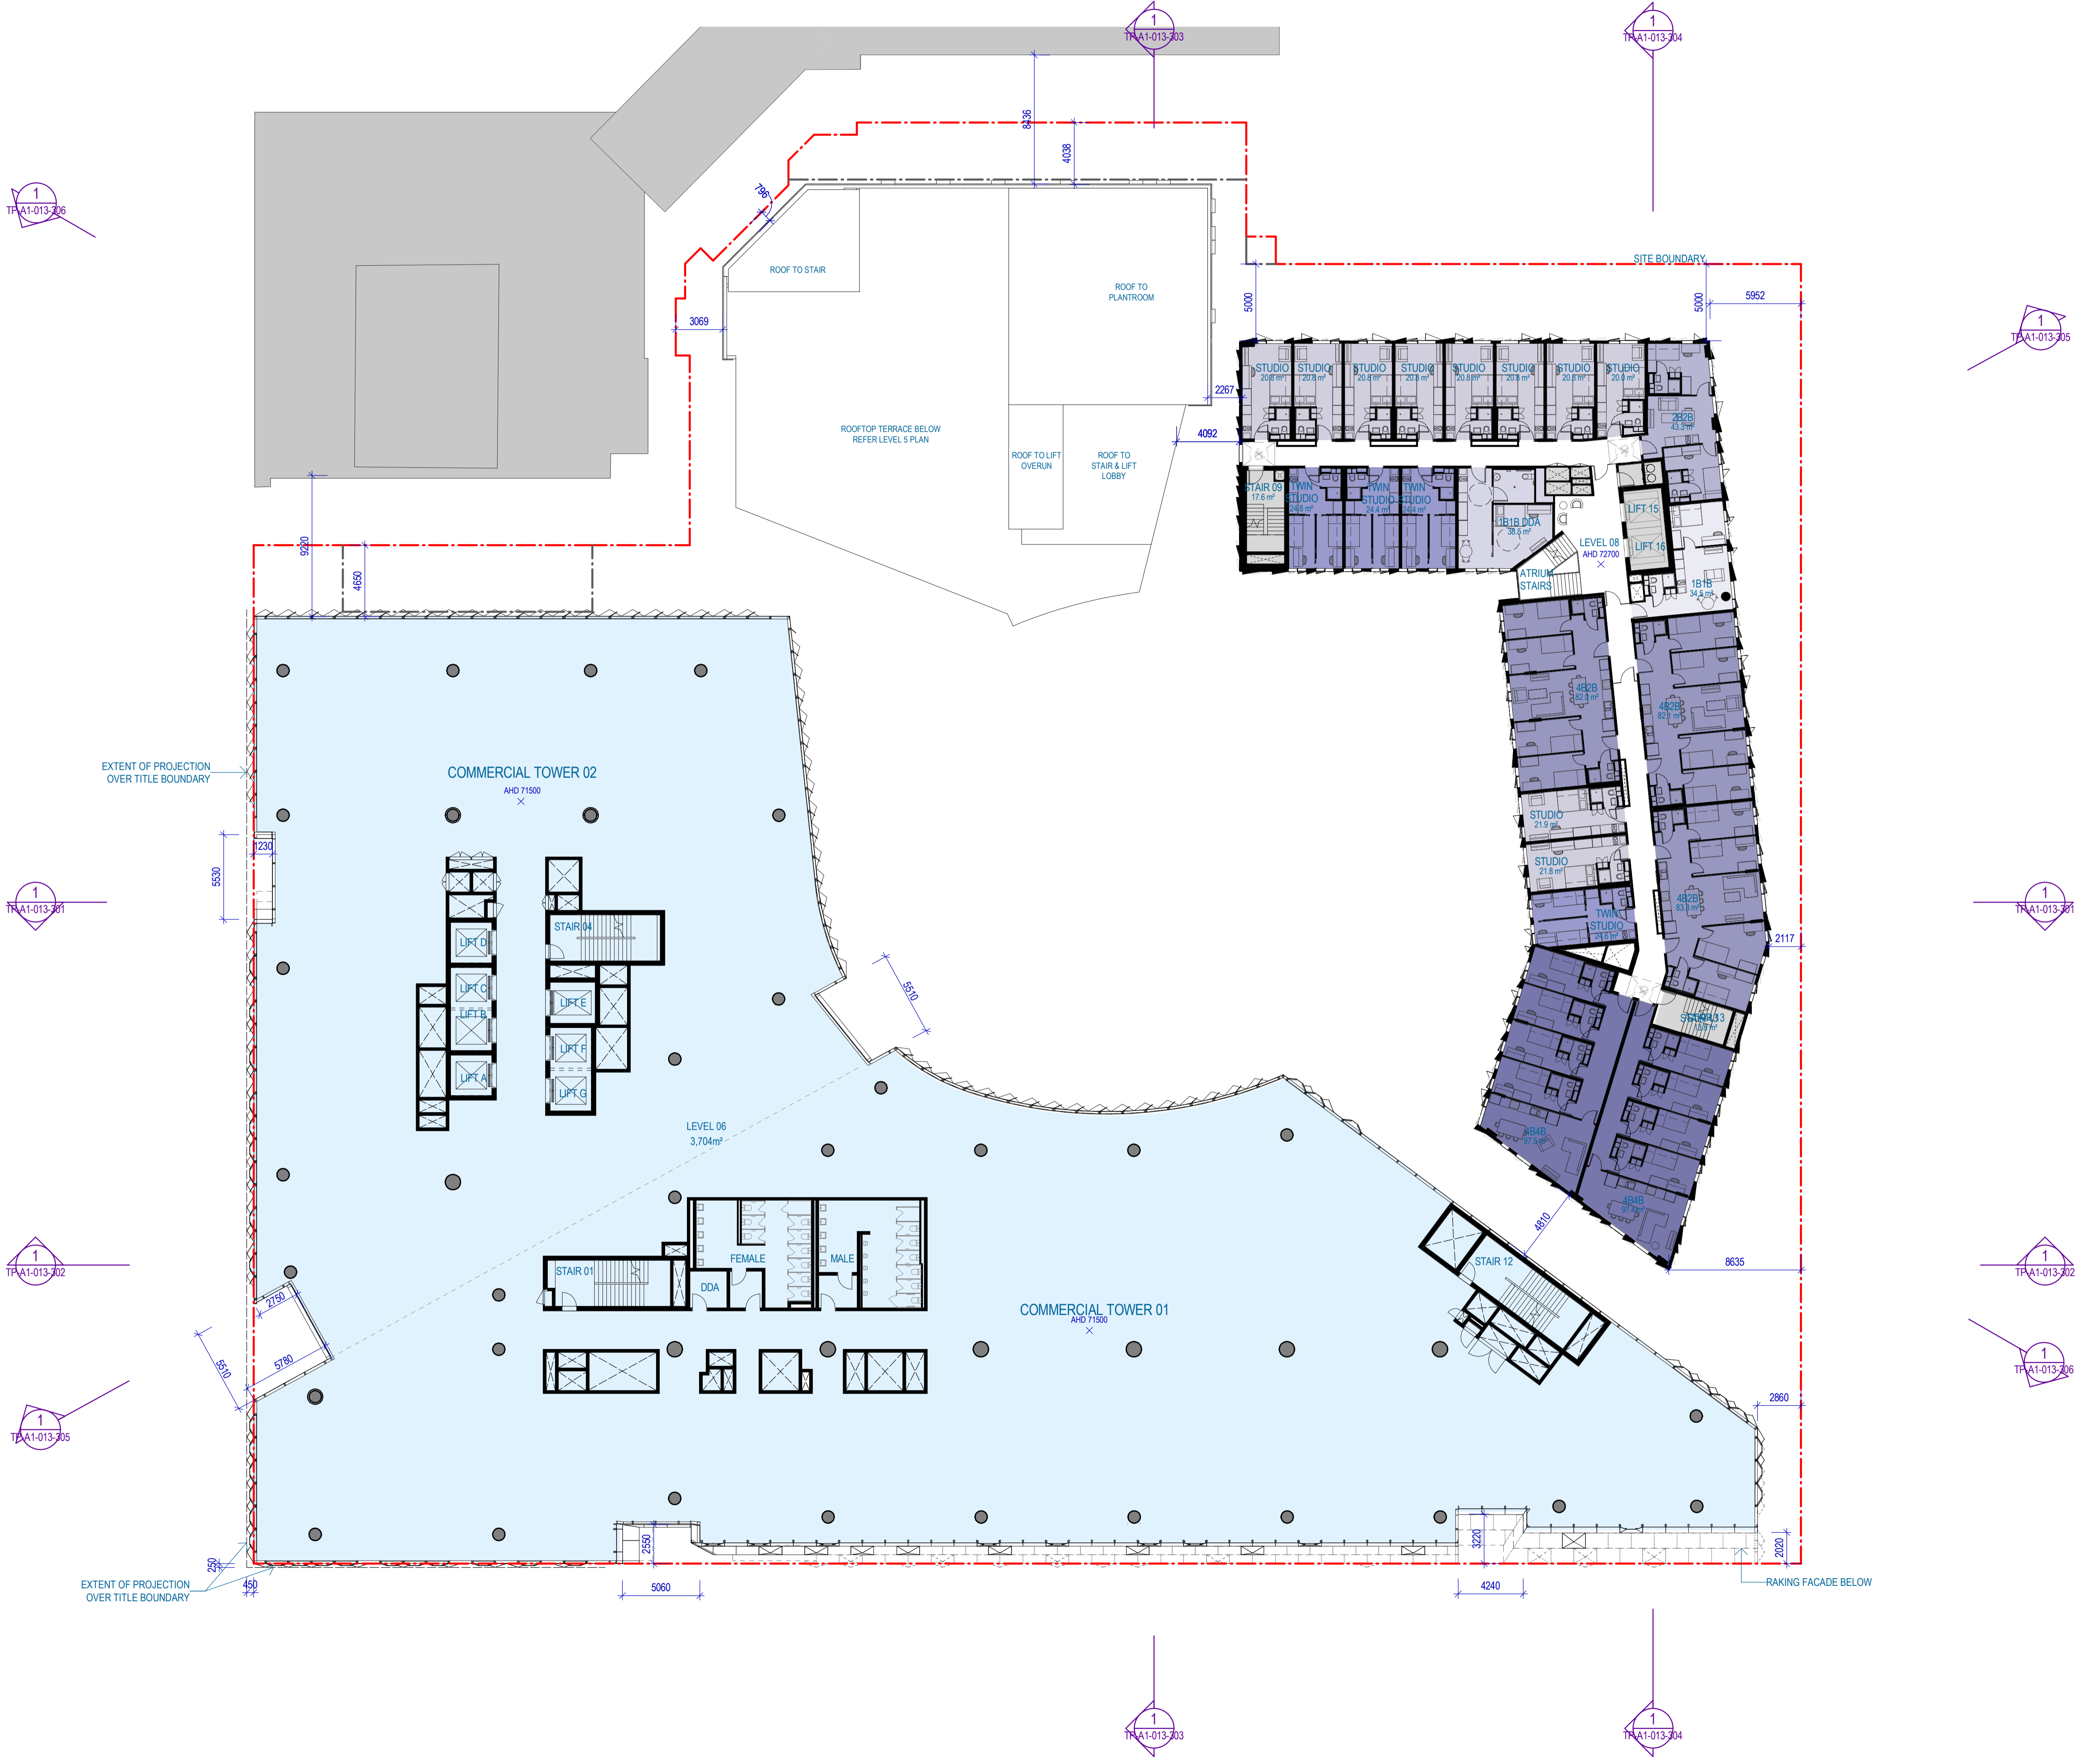 1
TP-A1-013-303
1
TP-A1-013-304
8436
4038
796
1
TP-A1-013-306
ROOF TO STAIR
ROOF TO
PLANTROOM
SITE BOUNDARY
5000
5000
5952
3069
1
TP-A1-013-305
2267
4092
ROOFTOP TERRACE BELOW
REFER LEVEL 5 PLAN
ROOF TO LIFT
OVERUN
ROOF TO
STAIR & LIFT
LOBBY
STUDIO
20.8 m²
STUDIO
20.8 m²
STUDIO
20.8 m²
STUDIO
20.8 m²
STUDIO
20.8 m²
STUDIO
20.8 m²
STUDIO
20.8 m²
STUDIO
20.0 m²
2B2B
43.3 m²
STAIR 09
17.6 m²
TWIN
STUDIO
24.8 m²
TWIN
STUDIO
24.4 m²
TWIN
STUDIO
24.4 m²
1B1B DDA
38.5 m²
LIFT 15
LIFT 16
LEVEL 08
AHD 72700
ATRIUM
STAIRS
1B1B
34.5 m²
9220
4650
4B2B
82.0 m²
4B2B
82.1 m²
EXTENT OF PROJECTION
OVER TITLE BOUNDARY
COMMERCIAL TOWER 02
AHD 71500
STUDIO
21.9 m²
STUDIO
21.8 m²
1230
5530
4B2B
83.8 m²
TWIN
STUDIO
24.6 m²
2117
1
TP-A1-013-301
1
TP-A1-013-301
STAIR 04
LIFT D
LIFT C
LIFT B
LIFT A
LIFT E
LIFT F
LIFT G
5510
STAIR 13
LEVEL 06
3,704m²
4B4B
97.5 m²
4B4B
97.4 m²
4810
8635
1
TP-A1-013-302
1
TP-A1-013-302
STAIR 01
FEMALE
MALE
DDA
STAIR 12
COMMERCIAL TOWER 01
AHD 71500
2750
5780
5510
1
TP-A1-013-306
1
TP-A1-013-305
2860
2550
3220
2020
250
450
5060
4240
EXTENT OF PROJECTION
OVER TITLE BOUNDARY
RAKING FACADE BELOW
1
TP-A1-013-303
1
TP-A1-013-304